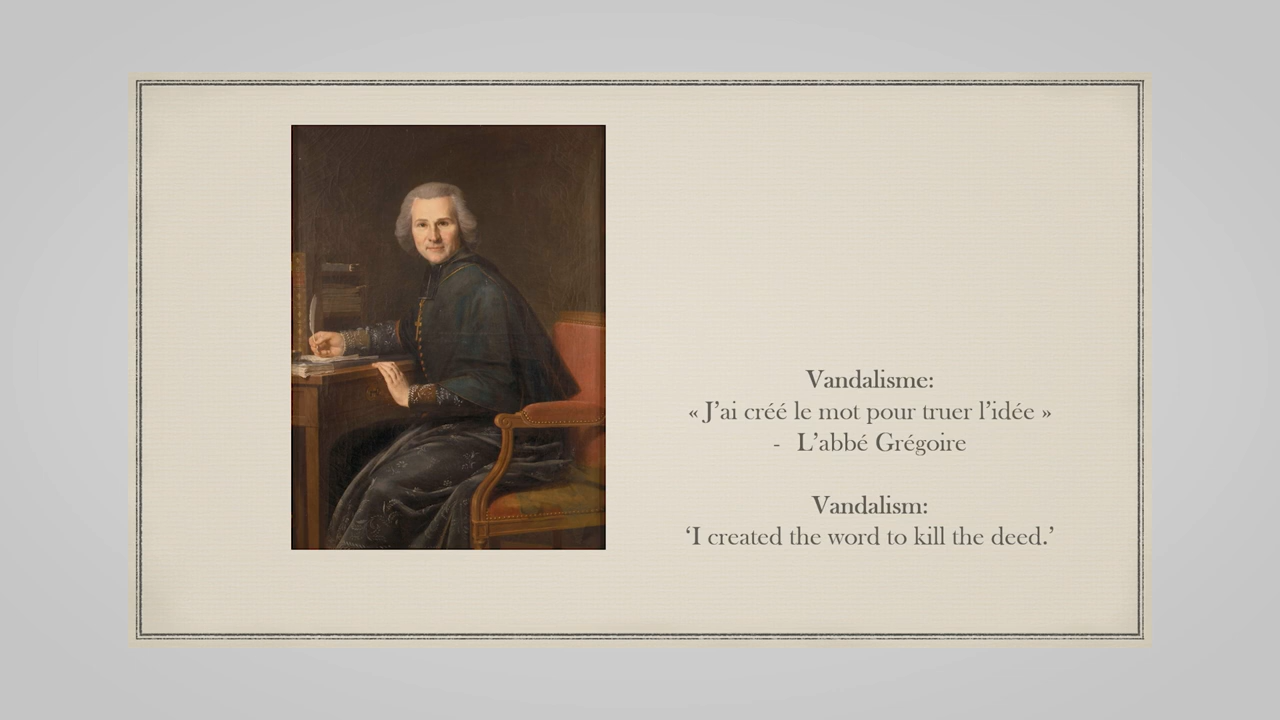 Vandalisme:
« J’ai créé le mot pour truer l’idée »
- L’abbé Grégoire
Vandalism:
‘I created the word to kill the deed.’